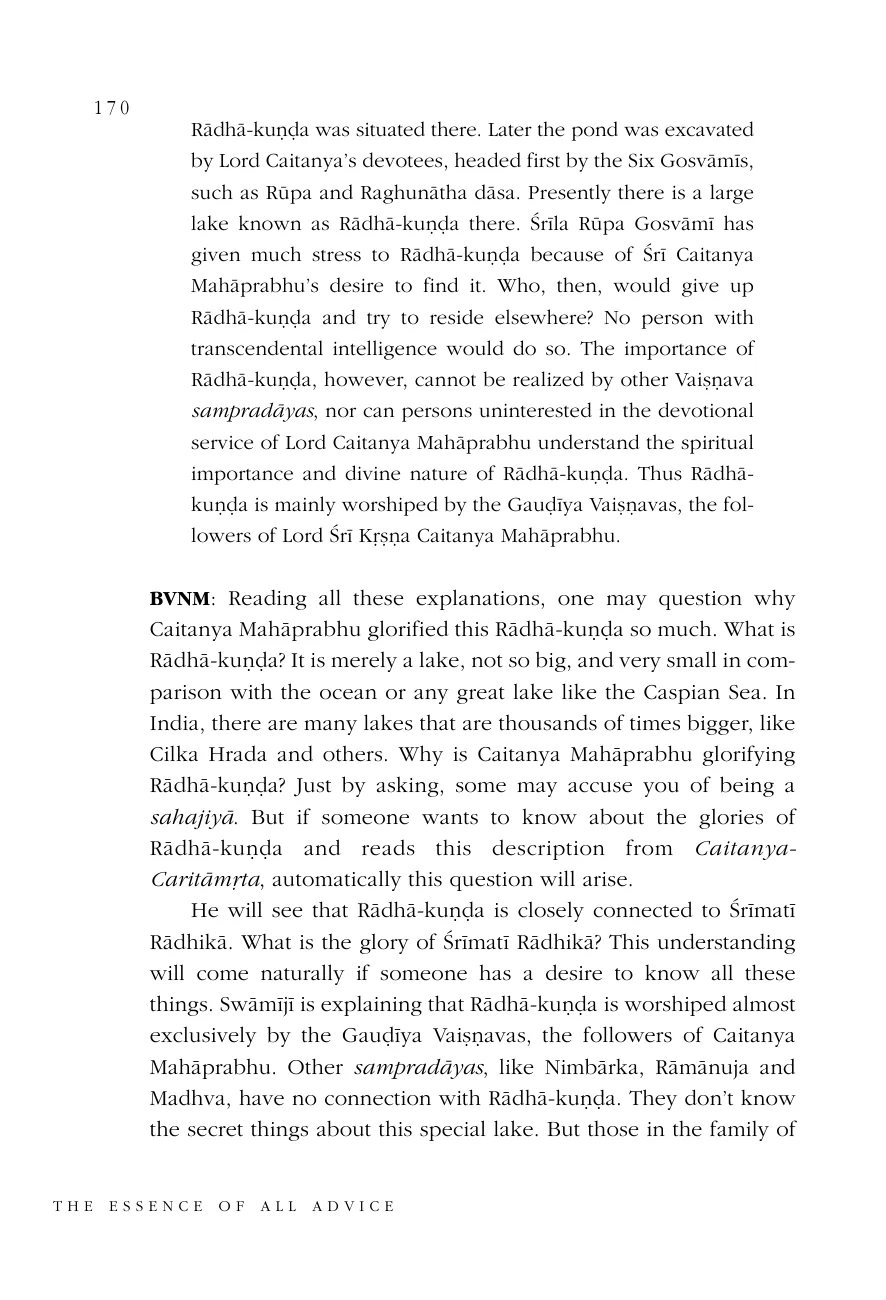 170
Rādhā-kuṇḍa was situated there. Later the pond was excavated
by Lord Caitanya’s devotees, headed first by the Six Gosvāmīs,
such as Rūpa and Raghunātha dāsa. Presently there is a large
lake known as Rādhā-kuṇḍa there. Śrīla Rūpa Gosvāmī has
given much stress to Rādhā-kuṇḍa because of Śrī Caitanya
Mahāprabhu’s desire to find it. Who, then, would give up
Rādhā-kuṇḍa and try to reside elsewhere? No person with
transcendental intelligence would do so. The importance of
Rādhā-kuṇḍa, however, cannot be realized by other Vaiṣṇava
sampradāyas, nor can persons uninterested in the devotional
service of Lord Caitanya Mahāprabhu understand the spiritual
importance and divine nature of Rādhā-kuṇḍa. Thus Rādhā-
kuṇḍa is mainly worshiped by the Gauḍīya Vaiṣṇavas, the fol-
lowers of Lord Śrī Kṛṣṇa Caitanya Mahāprabhu.
BVNM: Reading all these explanations, one may question why
Caitanya Mahāprabhu glorified this Rādhā-kuṇḍa so much. What is
Rādhā-kuṇḍa? It is merely a lake, not so big, and very small in com-
parison with the ocean or any great lake like the Caspian Sea. In
India, there are many lakes that are thousands of times bigger, like
Cilka Hrada and others. Why is Caitanya Mahāprabhu glorifying
Rādhā-kuṇḍa? Just by asking, some may accuse you of being a
sahajiyā. But if someone wants to know about the glories of
Rādhā-kuṇḍa and reads this description from Caitanya-
Caritāmṛta, automatically this question will arise.
He will see that Rādhā-kuṇḍa is closely connected to Śrīmatī
Rādhikā. What is the glory of Śrīmatī Rādhikā? This understanding
will come naturally if someone has a desire to know all these
things. Swāmījī is explaining that Rādhā-kuṇḍa is worshiped almost
exclusively by the Gauḍīya Vaiṣṇavas, the followers of Caitanya
Mahāprabhu. Other sampradāyas, like Nimbārka, Rāmānuja and
Madhva, have no connection with Rādhā-kuṇḍa. They don’t know
the secret things about this special lake. But those in the family of
THE ESSENCE OF ALL ADVICE